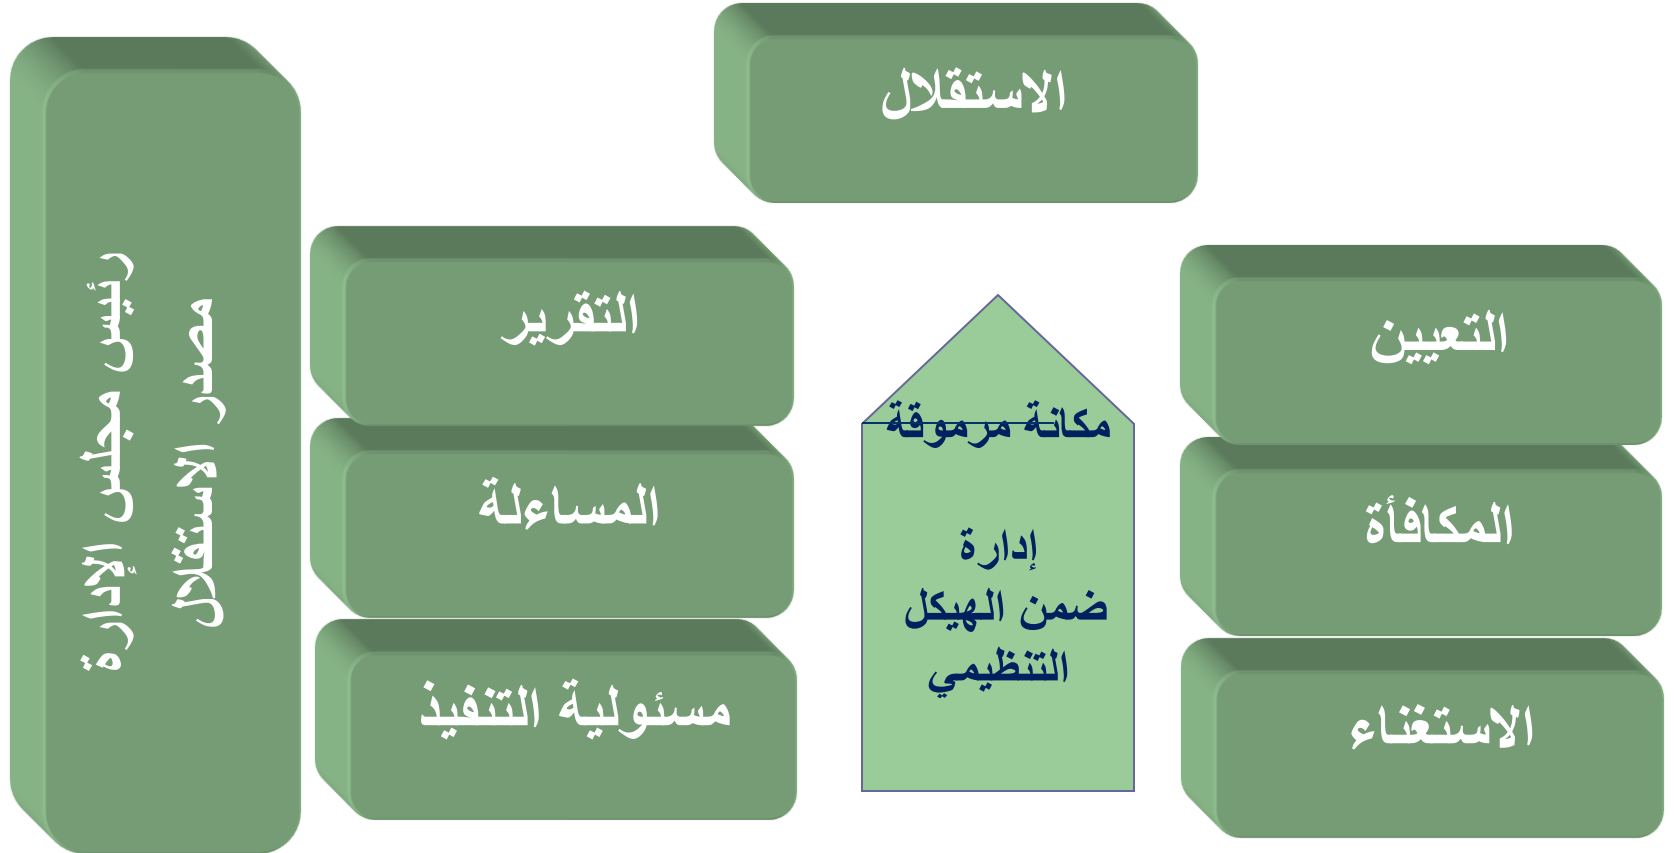 الاستقلال
التعيين
المكافأة
الاستغناء
مكانة مرموقة
إدارة
ضمن الهيكل
التنظيمي
التقرير
المساءلة
مسئولية التنفيذ
رئيس مجلس الإدارة
مصدر الاستقلال